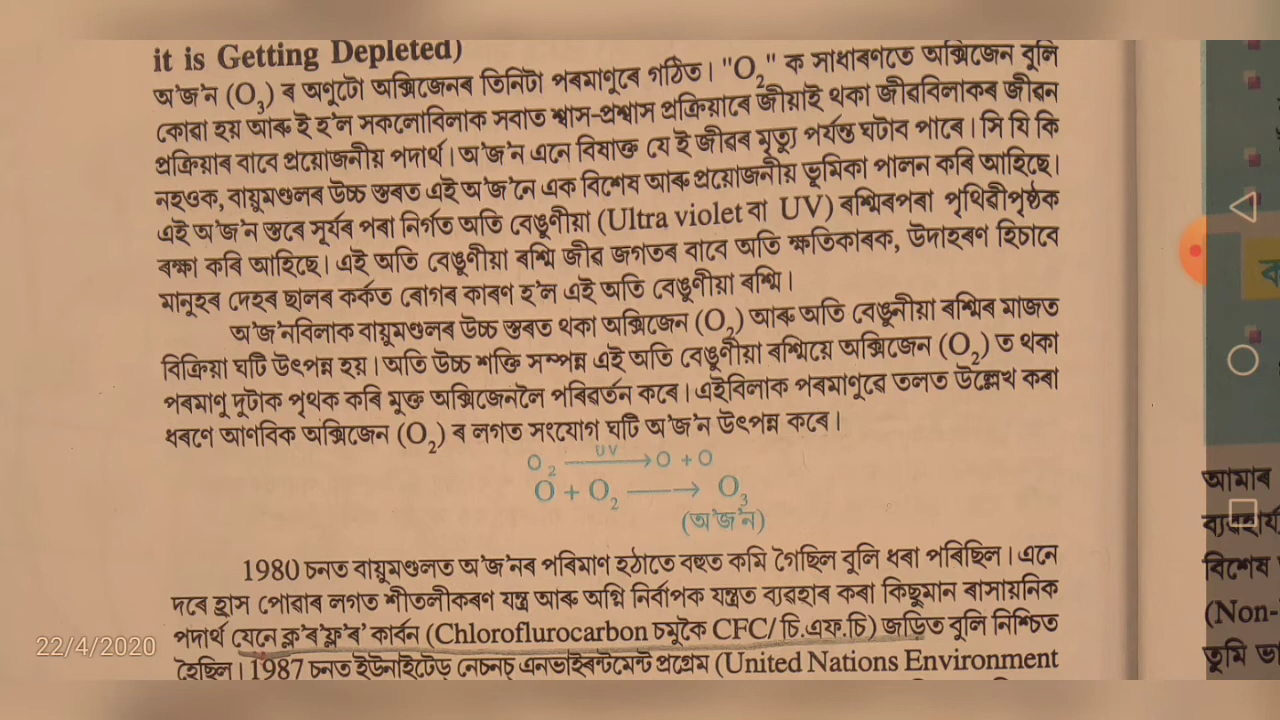 it is Getting Depleted)
অ'জ'ন (O₃) ৰ অণুটো অক্সিজেনৰ তিনিটা পৰমাণুৰে গঠিত। "O₂" ক সাধাৰণতে অক্সিজেন বুলি
কোৱা হয় আৰু ই হ'ল সকলোবিলাক সবাত শ্বাস-প্ৰশ্বাস প্ৰক্ৰিয়াৰে জীয়াই থকা জীৱবিলাকৰ জীৱন
প্ৰক্ৰিয়াৰ বাবে প্ৰয়োজনীয় পদাৰ্থ। অ'জ'ন এনে বিষাক্ত যে ই জীৱৰ মৃত্যু পৰ্যন্ত ঘটাব পাৰে। সি যি কি
নহওক, বায়ুমণ্ডলৰ উচ্চ স্তৰত এই অ'জ'নে এক বিশেষ আৰু প্ৰয়োজনীয় ভূমিকা পালন কৰি আহিছে।
এই অ'জ'ন স্তৰে সূৰ্যৰ পৰা নিৰ্গত অতি বেঙুণীয়া (Ultra violet বা UV) ৰশ্মিৰপৰা পৃথিৱীপৃষ্ঠক
ৰক্ষা কৰি আহিছে। এই অতি বেঙুণীয়া ৰশ্মি জীৱ জগতৰ বাবে অতি ক্ষতিকাৰক, উদাহৰণ হিচাবে
মানুহৰ দেহৰ ছালৰ কৰ্কত ৰোগৰ কাৰণ হ'ল এই অতি বেঙুণীয়া ৰশ্মি।
অ'জ'নবিলাক বায়ুমণ্ডলৰ উচ্চ স্তৰত থকা অক্সিজেন (O₂) আৰু অতি বেঙুনীয়া ৰশ্মিৰ মাজত
বিক্ৰিয়া ঘটি উৎপন্ন হয়। অতি উচ্চ শক্তি সম্পন্ন এই অতি বেঙুণীয়া ৰশ্মিয়ে অক্সিজেন (O₂) ত থকা
পৰমাণু দুটাক পৃথক কৰি মুক্ত অক্সিজেনলৈ পৰিৱৰ্তন কৰে। এইবিলাক পৰমাণুৱে তলত উল্লেখ কৰা
ধৰণে আণবিক অক্সিজেন (O₂) ৰ লগত সংযোগ ঘটি অ'জ'ন উৎপন্ন কৰে।
O₂ —UV→ O + O
O + O₂ ⟶ O₃
(অ'জ'ন)
1980 চনত বায়ুমণ্ডলত অ'জ'নৰ পৰিমাণ হঠাতে বহুত কমি গৈছিল বুলি ধৰা পৰিছিল। এনে
দৰে হ্ৰাস পোৱাৰ লগত শীতলীকৰণ যন্ত্ৰ আৰু অগ্নি নিৰ্বাপক যন্ত্ৰত ব্যৱহাৰ কৰা কিছুমান ৰাসায়নিক
পদাৰ্থ যেনে ক্ল'ৰ'ফ্ল'ৰ' কাৰ্বন (Chloroflurocarbon চমুকৈ CFC/ চি.এফ.চি) জড়িত বুলি নিশ্চিত
হৈছিল। 1987 চনত ইউনাইটেড্ নেচনচ্ এনভাইৰন্টমেন্ট প্ৰগ্ৰেম (United Nations Environment
আমাৰ
ব্যৱহাৰ্য
বিশেষ
(Non-
তুমি
22/4/2020